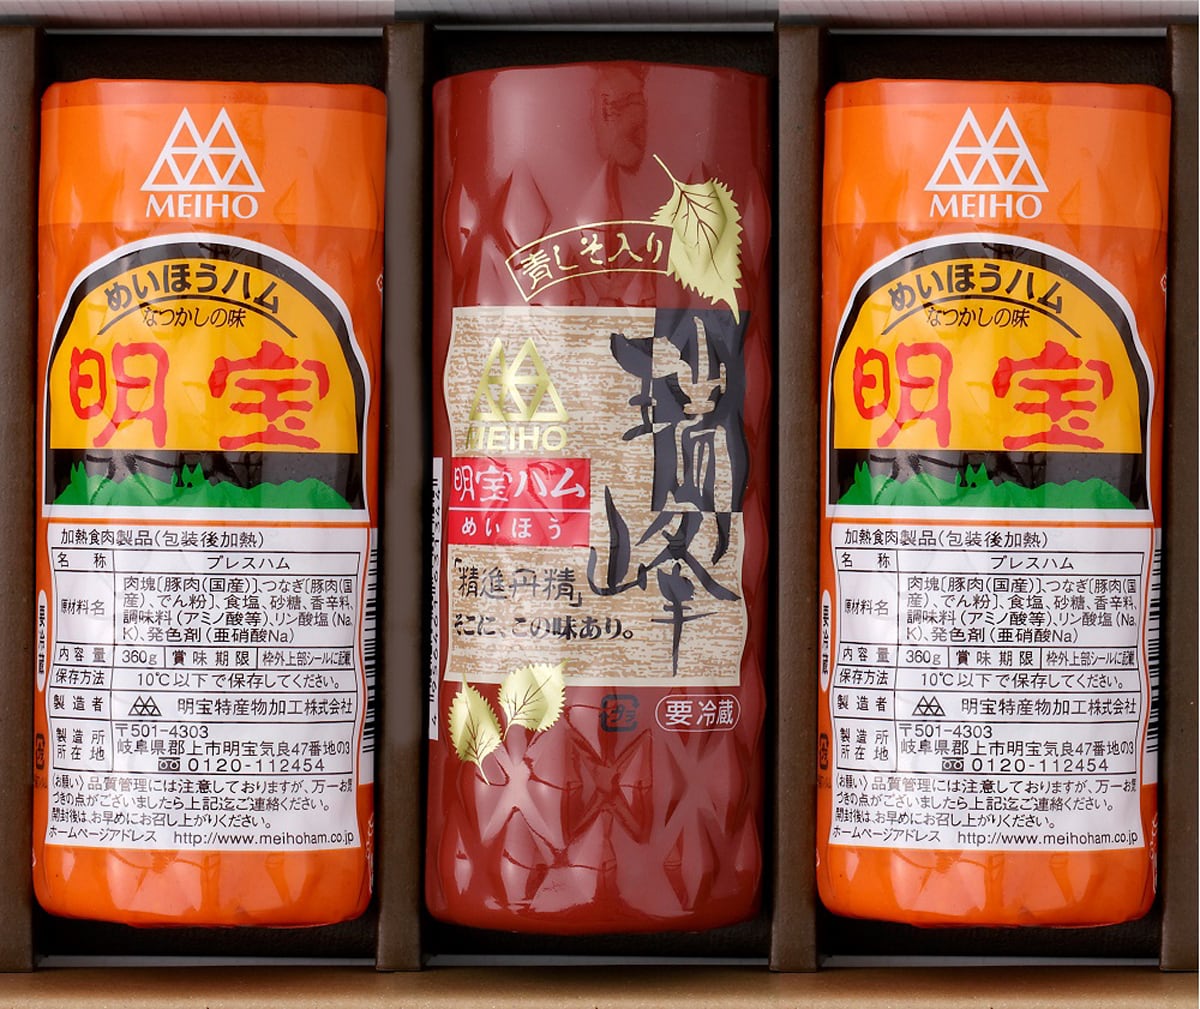 MEIHO
めいほうハム
なつかしの味
明宝
加熱食肉製品(包装後加熱)
名 称 プレスハム
原材料名 肉塊〔豚肉(国産)〕、つなぎ〔豚肉(国
産)、でん粉〕、食塩、砂糖、香辛料、
調味料(アミノ酸等)、リン酸塩(Na、
K)、発色剤(亜硝酸Na)
内容量 360g 賞味期限 枠外上部シールに記載
保存方法 10℃以下で保存してください。
製造者 明宝特産物加工株式会社
製造所所在地 〒501-4303
岐阜県郡上市明宝気良47番地の3
0120-112454
〈お願い〉品質管理には注意しておりますが、万一お気
づきの点がございましたら上記迄ご連絡ください。
開封後は、お早めにお召し上がりください。
ホームページアドレス http://www.meihoham.co.jp
要冷蔵
青しそ入り
瑞峰
MEIHO
明宝ハム
めいほう
「精進丹精」
そこに、この味あり。
要冷蔵
MEIHO
めいほうハム
なつかしの味
明宝
加熱食肉製品(包装後加熱)
名 称 プレスハム
原材料名 肉塊〔豚肉(国産)〕、つなぎ〔豚肉(国
産)、でん粉〕、食塩、砂糖、香辛料、
調味料(アミノ酸等)、リン酸塩(Na、
K)、発色剤(亜硝酸Na)
内容量 360g 賞味期限 枠外上部シールに記載
保存方法 10℃以下で保存してください。
製造者 明宝特産物加工株式会社
製造所所在地 〒501-4303
岐阜県郡上市明宝気良47番地の3
0120-112454
〈お願い〉品質管理には注意しておりますが、万一お気
づきの点がございましたら上記迄ご連絡ください。
開封後は、お早めにお召し上がりください。
ホームページアドレス http://www.meihoham.co.jp
要冷蔵